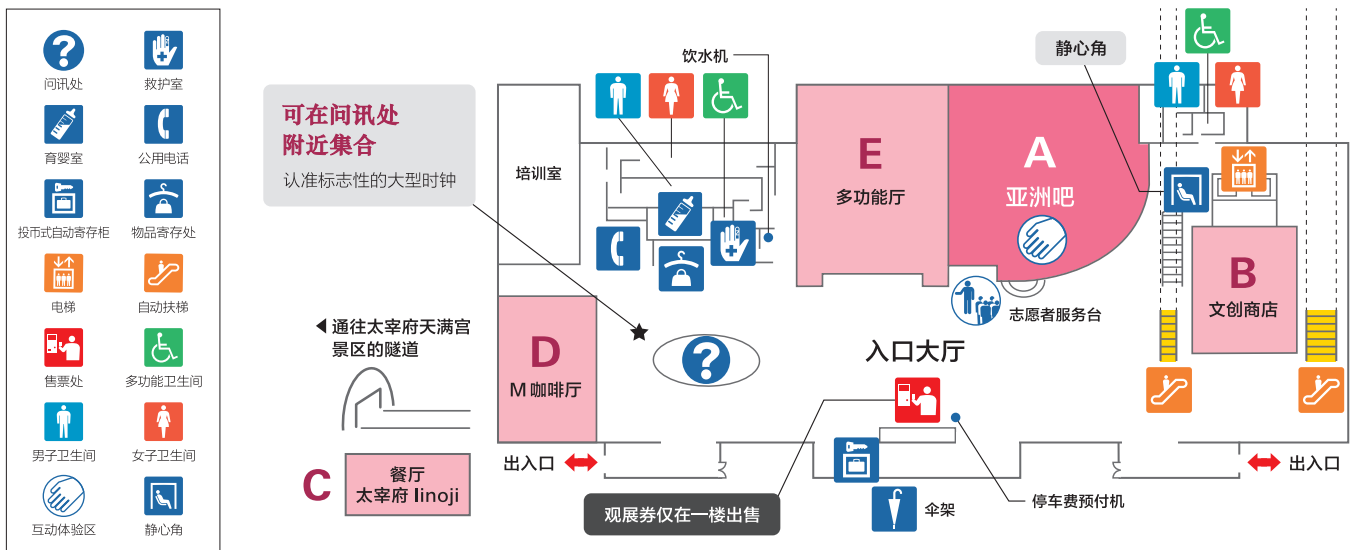 ?
问讯处
救护室
育婴室
公用电话
投币式自动寄存柜
物品寄存处
电梯
自动扶梯
售票处
多功能卫生间
男子卫生间
女子卫生间
互动体验区
静心角
可在问讯处
附近集合
认准标志性的大型时钟
饮水机
静心角
培训室
E
多功能厅
A
亚洲吧
B
文创商店
志愿者服务台
通往太宰府天满宫
景区的隧道
D
M 咖啡厅
?
入口大厅
出入口
出入口
C
餐厅
太宰府 linoji
观展券仅在一楼出售
伞架
停车费预付机